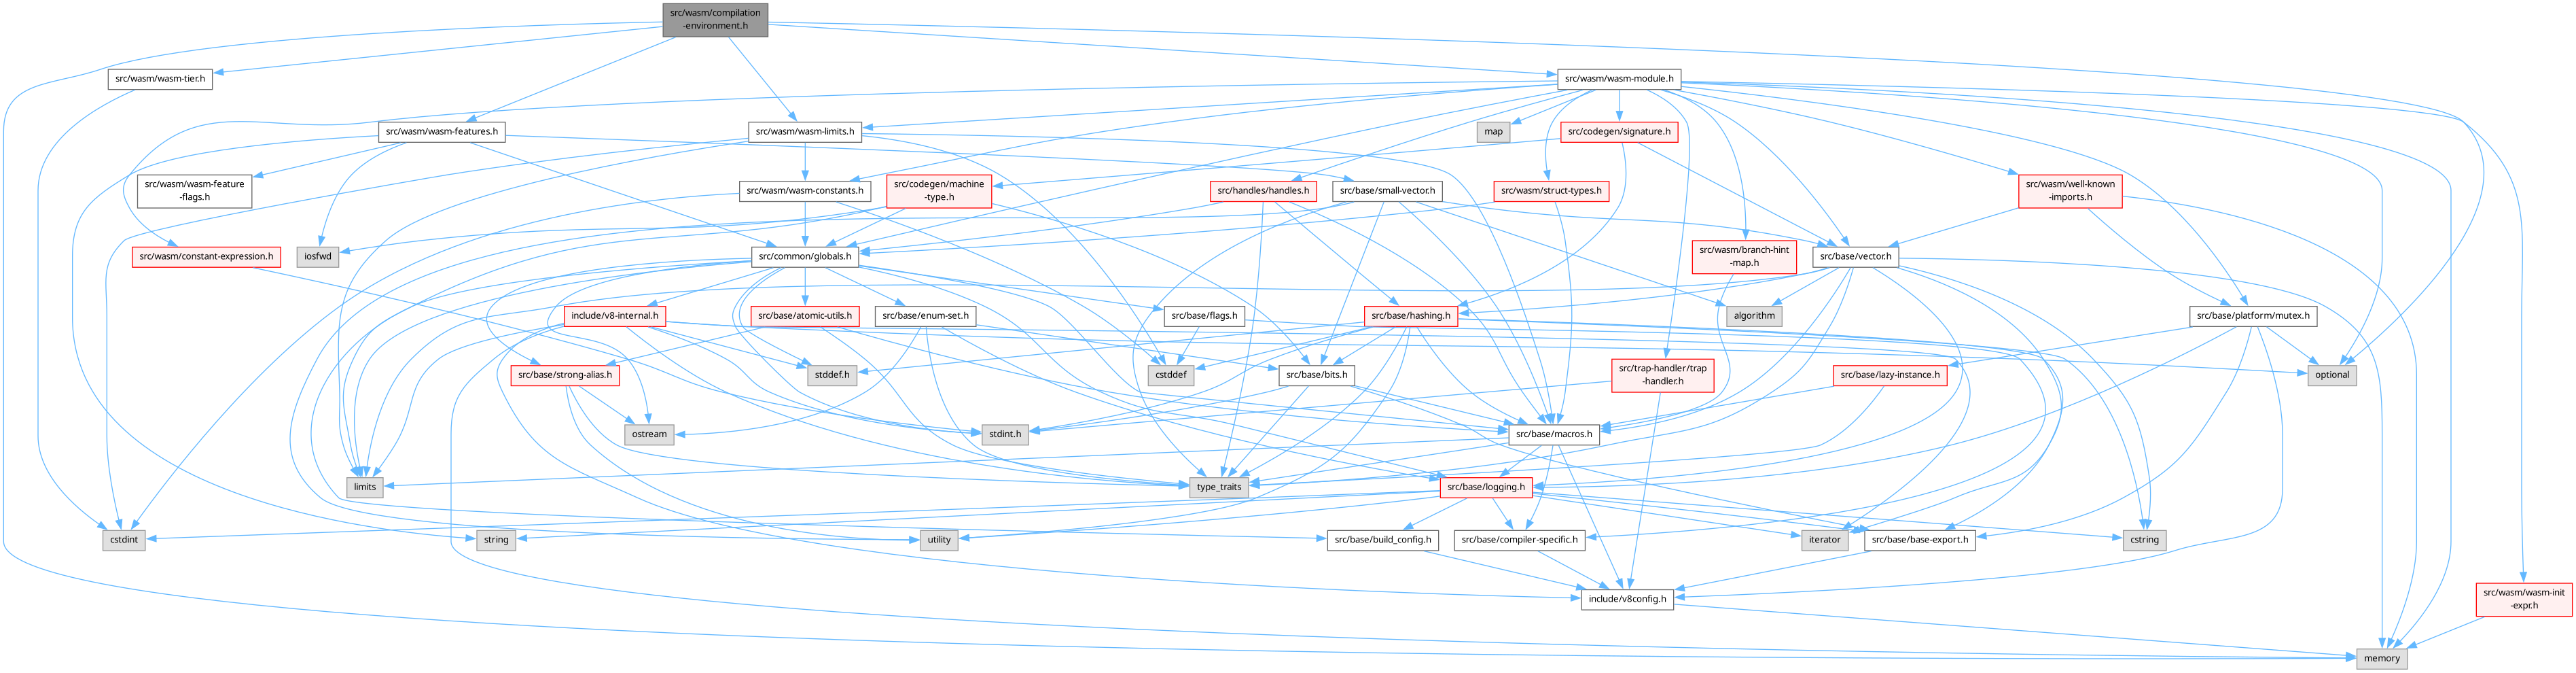 src/wasm/compilation
-environment.h
src/wasm/wasm-tier.h
src/wasm/wasm-module.h
src/wasm/wasm-features.h
src/wasm/wasm-limits.h
map
src/codegen/signature.h
src/wasm/wasm-feature
-flags.h
src/wasm/wasm-constants.h
src/codegen/machine
-type.h
src/handles/handles.h
src/base/small-vector.h
src/wasm/struct-types.h
src/wasm/well-known
-imports.h
src/wasm/constant-expression.h
iosfwd
src/common/globals.h
src/wasm/branch-hint
-map.h
src/base/vector.h
include/v8-internal.h
src/base/atomic-utils.h
src/base/enum-set.h
src/base/flags.h
src/base/hashing.h
algorithm
src/base/platform/mutex.h
src/base/strong-alias.h
stddef.h
cstddef
src/base/bits.h
src/trap-handler/trap
-handler.h
src/base/lazy-instance.h
optional
ostream
stdint.h
src/base/macros.h
limits
type_traits
src/base/logging.h
cstdint
string
utility
src/base/build_config.h
src/base/compiler-specific.h
iterator
src/base/base-export.h
cstring
include/v8config.h
src/wasm/wasm-init
-expr.h
memory